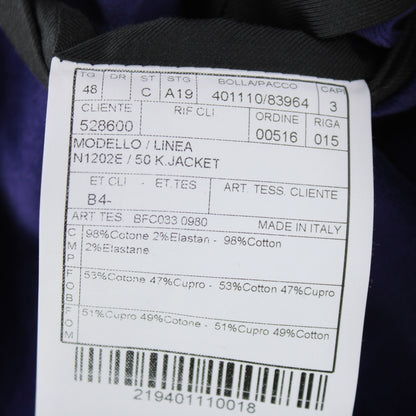 TG DR ST STG BOLLA/PACCO CAP
48 C A19 401110/83964 3
CLIENTE RIF CLI ORDINE RIGA
528600 00516 015
MODELLO / LINEA
N1202E / 50 K.JACKET
ET CLI - ET.TES ART. TESS. CLIENTE
B4-
ART TES BFC033 0980 MADE IN ITALY
CMP 98%Cotone 2%Elastan - 98%Cotton
2%Elastane
FOB 53%Cotone 47%Cupro - 53%Cotton 47%Cupro
FOM 51%Cupro 49%Cotone - 51%Cupro 49%Cotton
219401110018